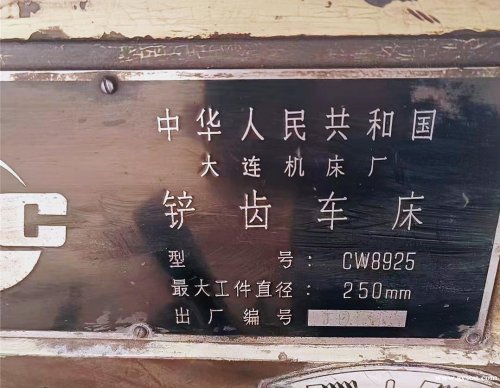 中华人民共和国
大连机床厂
铲齿车床
型号：CW8925
最大工件直径：250mm
出厂编号
C